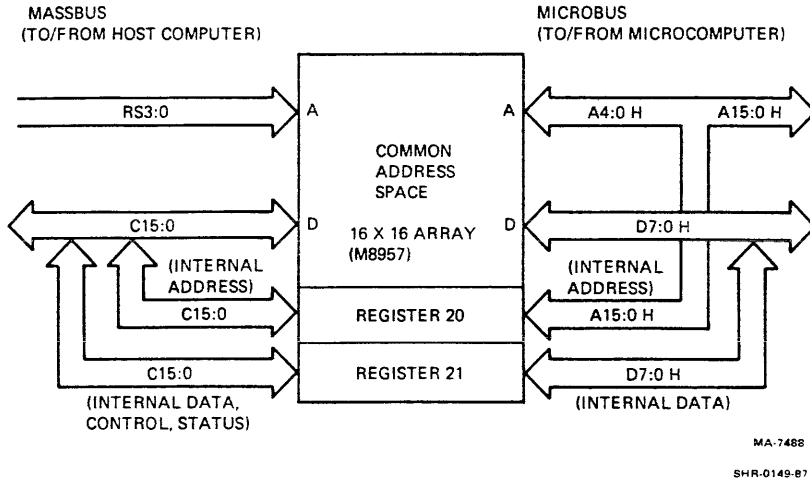 MASSBUS
(TO/FROM HOST COMPUTER)
MICROBUS
(TO/FROM MICROCOMPUTER)
RS3:0
A
A
A4:0 H
A15:0 H
COMMON
ADDRESS
SPACE
C15:0
D
D
D7:0 H
16 X 16 ARRAY
(M8957)
(INTERNAL
ADDRESS)
(INTERNAL
ADDRESS)
C15:0
REGISTER 20
A15:0 H
C15:0
REGISTER 21
D7:0 H
(INTERNAL DATA,
CONTROL, STATUS)
(INTERNAL DATA)
MA-7488
SHR-0149-87